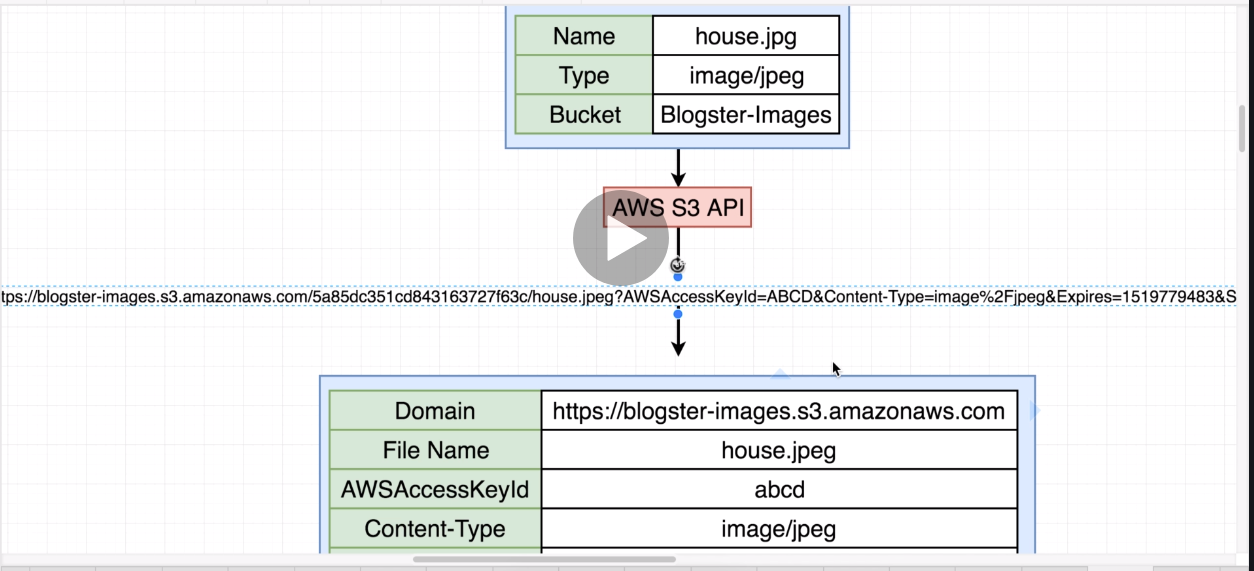 Name house.jpg
Type image/jpeg
Bucket Blogster-Images
AWS S3 API
tps://blogster-images.s3.amazonaws.com/5a85dc351cd843163727f63c/house.jpeg?AWSAccessKeyId=ABCD&Content-Type=image%2Fjpeg&Expires=1519779483&S
Domain https://blogster-images.s3.amazonaws.com
File Name house.jpeg
AWSAccessKeyId abcd
Content-Type image/jpeg